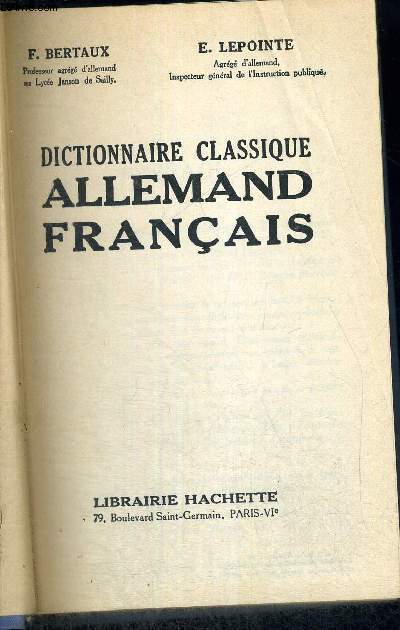 F. BERTAUX
Professeur agrégé d'allemand
au Lycée Janson de Sailly.
E. LEPOINTE
Agrégé d'allemand,
Inspecteur général de l'Instruction publique,
DICTIONNAIRE CLASSIQUE
ALLEMAND
FRANÇAIS
LIBRAIRIE HACHETTE
79, Boulevard Saint-Germain, PARIS-VIe